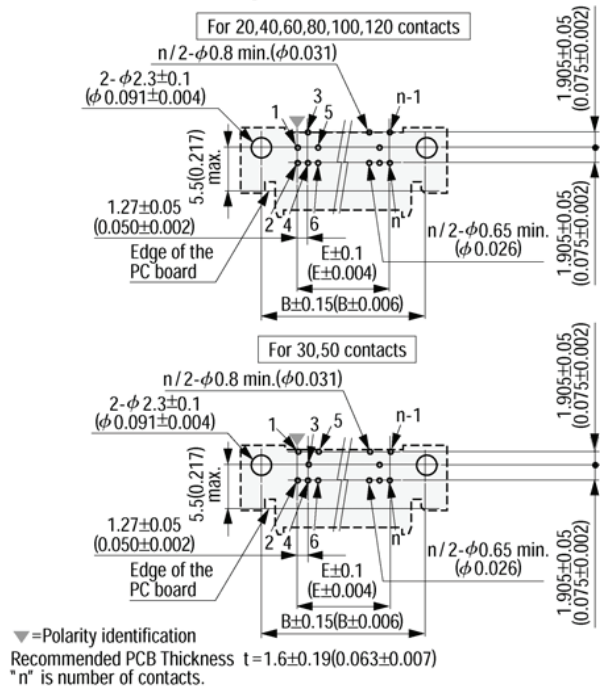 For 20,40,60,80,100,120 contacts
n/2-φ0.8 min.(φ0.031)
2-φ2.3±0.1
(φ0.091±0.004)
1.905±0.05
(0.075±0.002)
3
n-1
1
5
5.5(0.217)
max.
1.27±0.05
(0.050±0.002)
2
4
6
n
n/2-φ0.65 min.
(φ0.026)
1.905±0.05
(0.075±0.002)
Edge of the
PC board
E±0.1
(E±0.004)
B±0.15(B±0.006)
For 30,50 contacts
n/2-φ0.8 min.(φ0.031)
2-φ2.3±0.1
(φ0.091±0.004)
1.905±0.05
(0.075±0.002)
1
3
5
n-1
5.5(0.217)
max.
1.27±0.05
(0.050±0.002)
2
4
6
n
n/2-φ0.65 min.
(φ0.026)
1.905±0.05
(0.075±0.002)
Edge of the
PC board
E±0.1
(E±0.004)
B±0.15(B±0.006)
▼=Polarity identification
Recommended PCB Thickness t=1.6±0.19(0.063±0.007)
"n" is number of contacts.